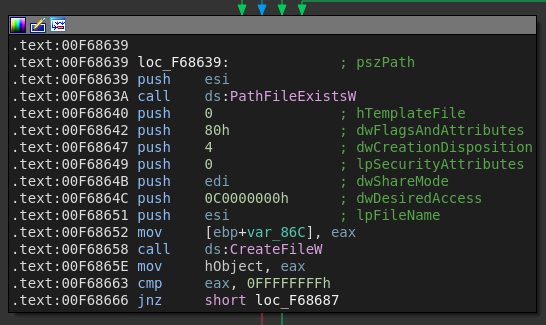 .text:00F68639
.text:00F68639 loc_F68639: ; pszPath
.text:00F68639 push esi
.text:00F6863A call ds:PathFileExistsW
.text:00F68640 push 0 ; hTemplateFile
.text:00F68642 push 80h ; dwFlagsAndAttributes
.text:00F68647 push 4 ; dwCreationDisposition
.text:00F68649 push 0 ; lpSecurityAttributes
.text:00F6864B push edi ; dwShareMode
.text:00F6864C push 0C0000000h ; dwDesiredAccess
.text:00F68651 push esi ; lpFileName
.text:00F68652 mov [ebp+var_86C], eax
.text:00F68658 call ds:CreateFileW
.text:00F6865E mov hObject, eax
.text:00F68663 cmp eax, 0FFFFFFFFh
.text:00F68666 jnz short loc_F68687